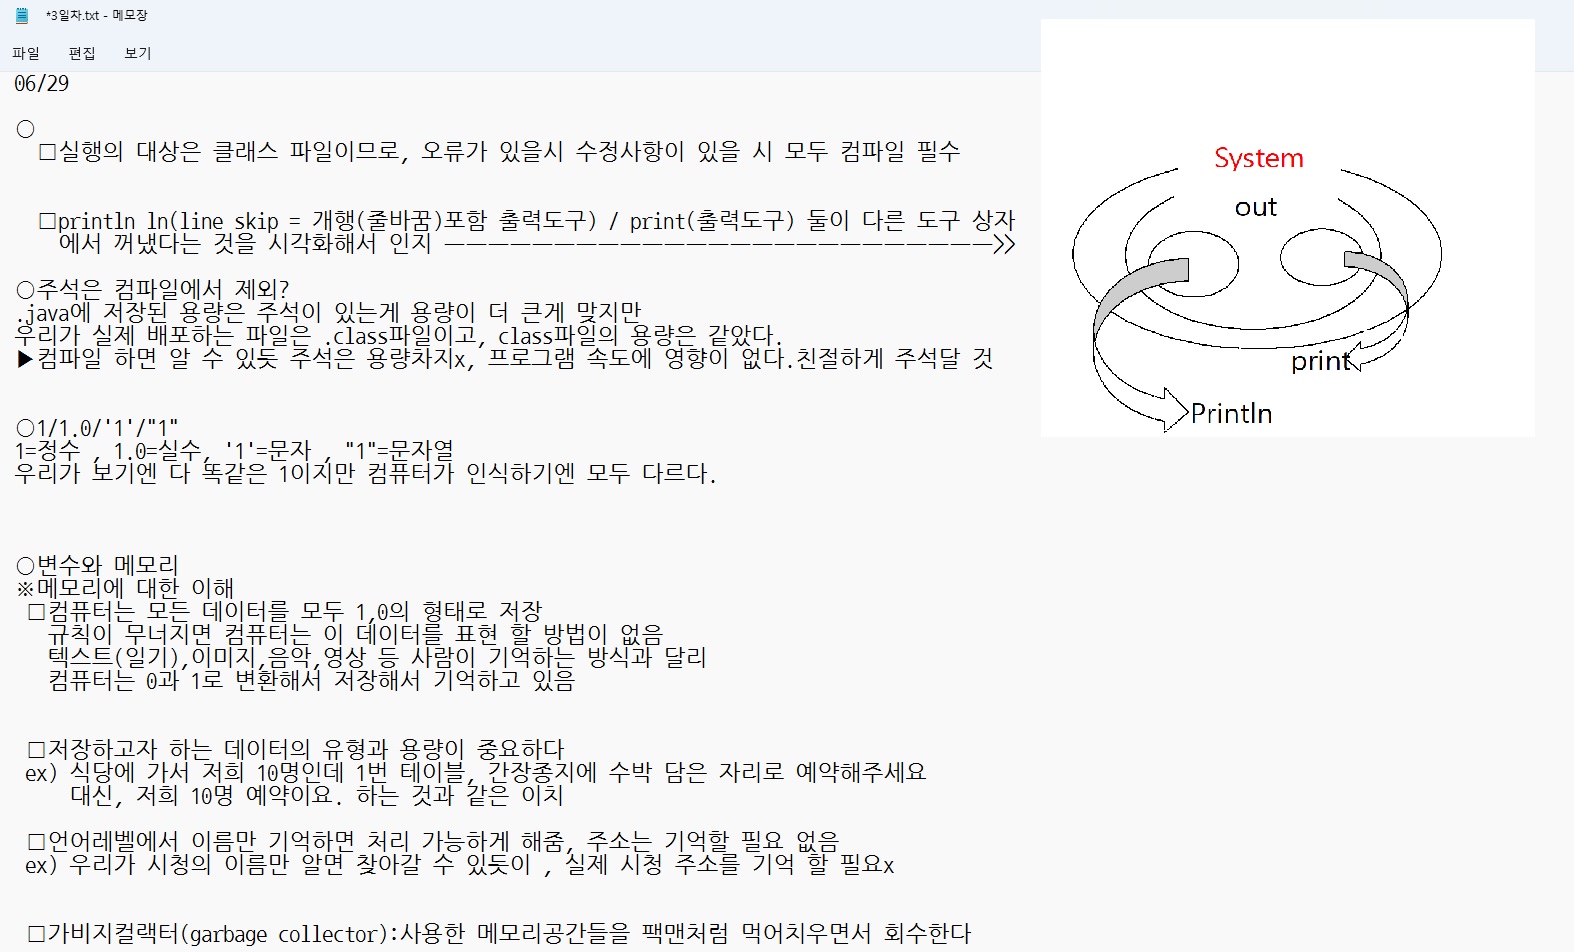 *3일차.txt - 메모장
파일 편집 보기
06/29
○
□실행의 대상은 클래스 파일이므로, 오류가 있을시 수정사항이 있을 시 모두 컴파일 필수
□println ln(line skip = 개행(줄바꿈)포함 출력도구) / print(출력도구) 둘이 다른 도구 상자
에서 꺼냈다는 것을 시각화해서 인지 ――――――――――――――――――――――――――>>
○주석은 컴파일에서 제외?
.java에 저장된 용량은 주석이 있는게 용량이 더 큰게 맞지만
우리가 실제 배포하는 파일은 .class파일이고, class파일의 용량은 같았다.
▶컴파일 하면 알 수 있듯 주석은 용량차지x, 프로그램 속도에 영향이 없다.친절하게 주석달 것
○1/1.0/'1'/"1"
1=정수 , 1.0=실수, '1'=문자 , "1"=문자열
우리가 보기엔 다 똑같은 1이지만 컴퓨터가 인식하기엔 모두 다르다.
○변수와 메모리
※메모리에 대한 이해
□컴퓨터는 모든 데이터를 모두 1,0의 형태로 저장
규칙이 무너지면 컴퓨터는 이 데이터를 표현 할 방법이 없음
텍스트(일기),이미지,음악,영상 등 사람이 기억하는 방식과 달리
컴퓨터는 0과 1로 변환해서 저장해서 기억하고 있음
□저장하고자 하는 데이터의 유형과 용량이 중요하다
ex) 식당에 가서 저희 10명인데 1번 테이블, 간장종지에 수박 담은 자리로 예약해주세요
대신, 저희 10명 예약이요. 하는 것과 같은 이치
□언어레벨에서 이름만 기억하면 처리 가능하게 해줌, 주소는 기억할 필요 없음
ex) 우리가 시청의 이름만 알면 찾아갈 수 있듯이 , 실제 시청 주소를 기억 할 필요x
□가비지컬랙터(garbage collector):사용한 메모리공간들을 팩맨처럼 먹어치우면서 회수한다
System
out
print
Println